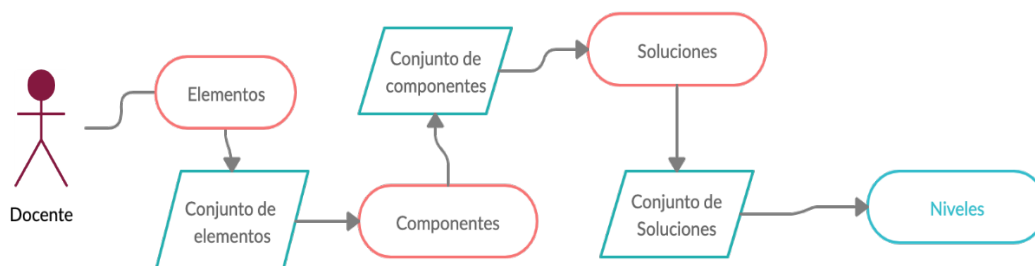 Docente
Elementos
Conjunto de
elementos
Componentes
Conjunto de
componentes
Soluciones
Conjunto de
Soluciones
Niveles